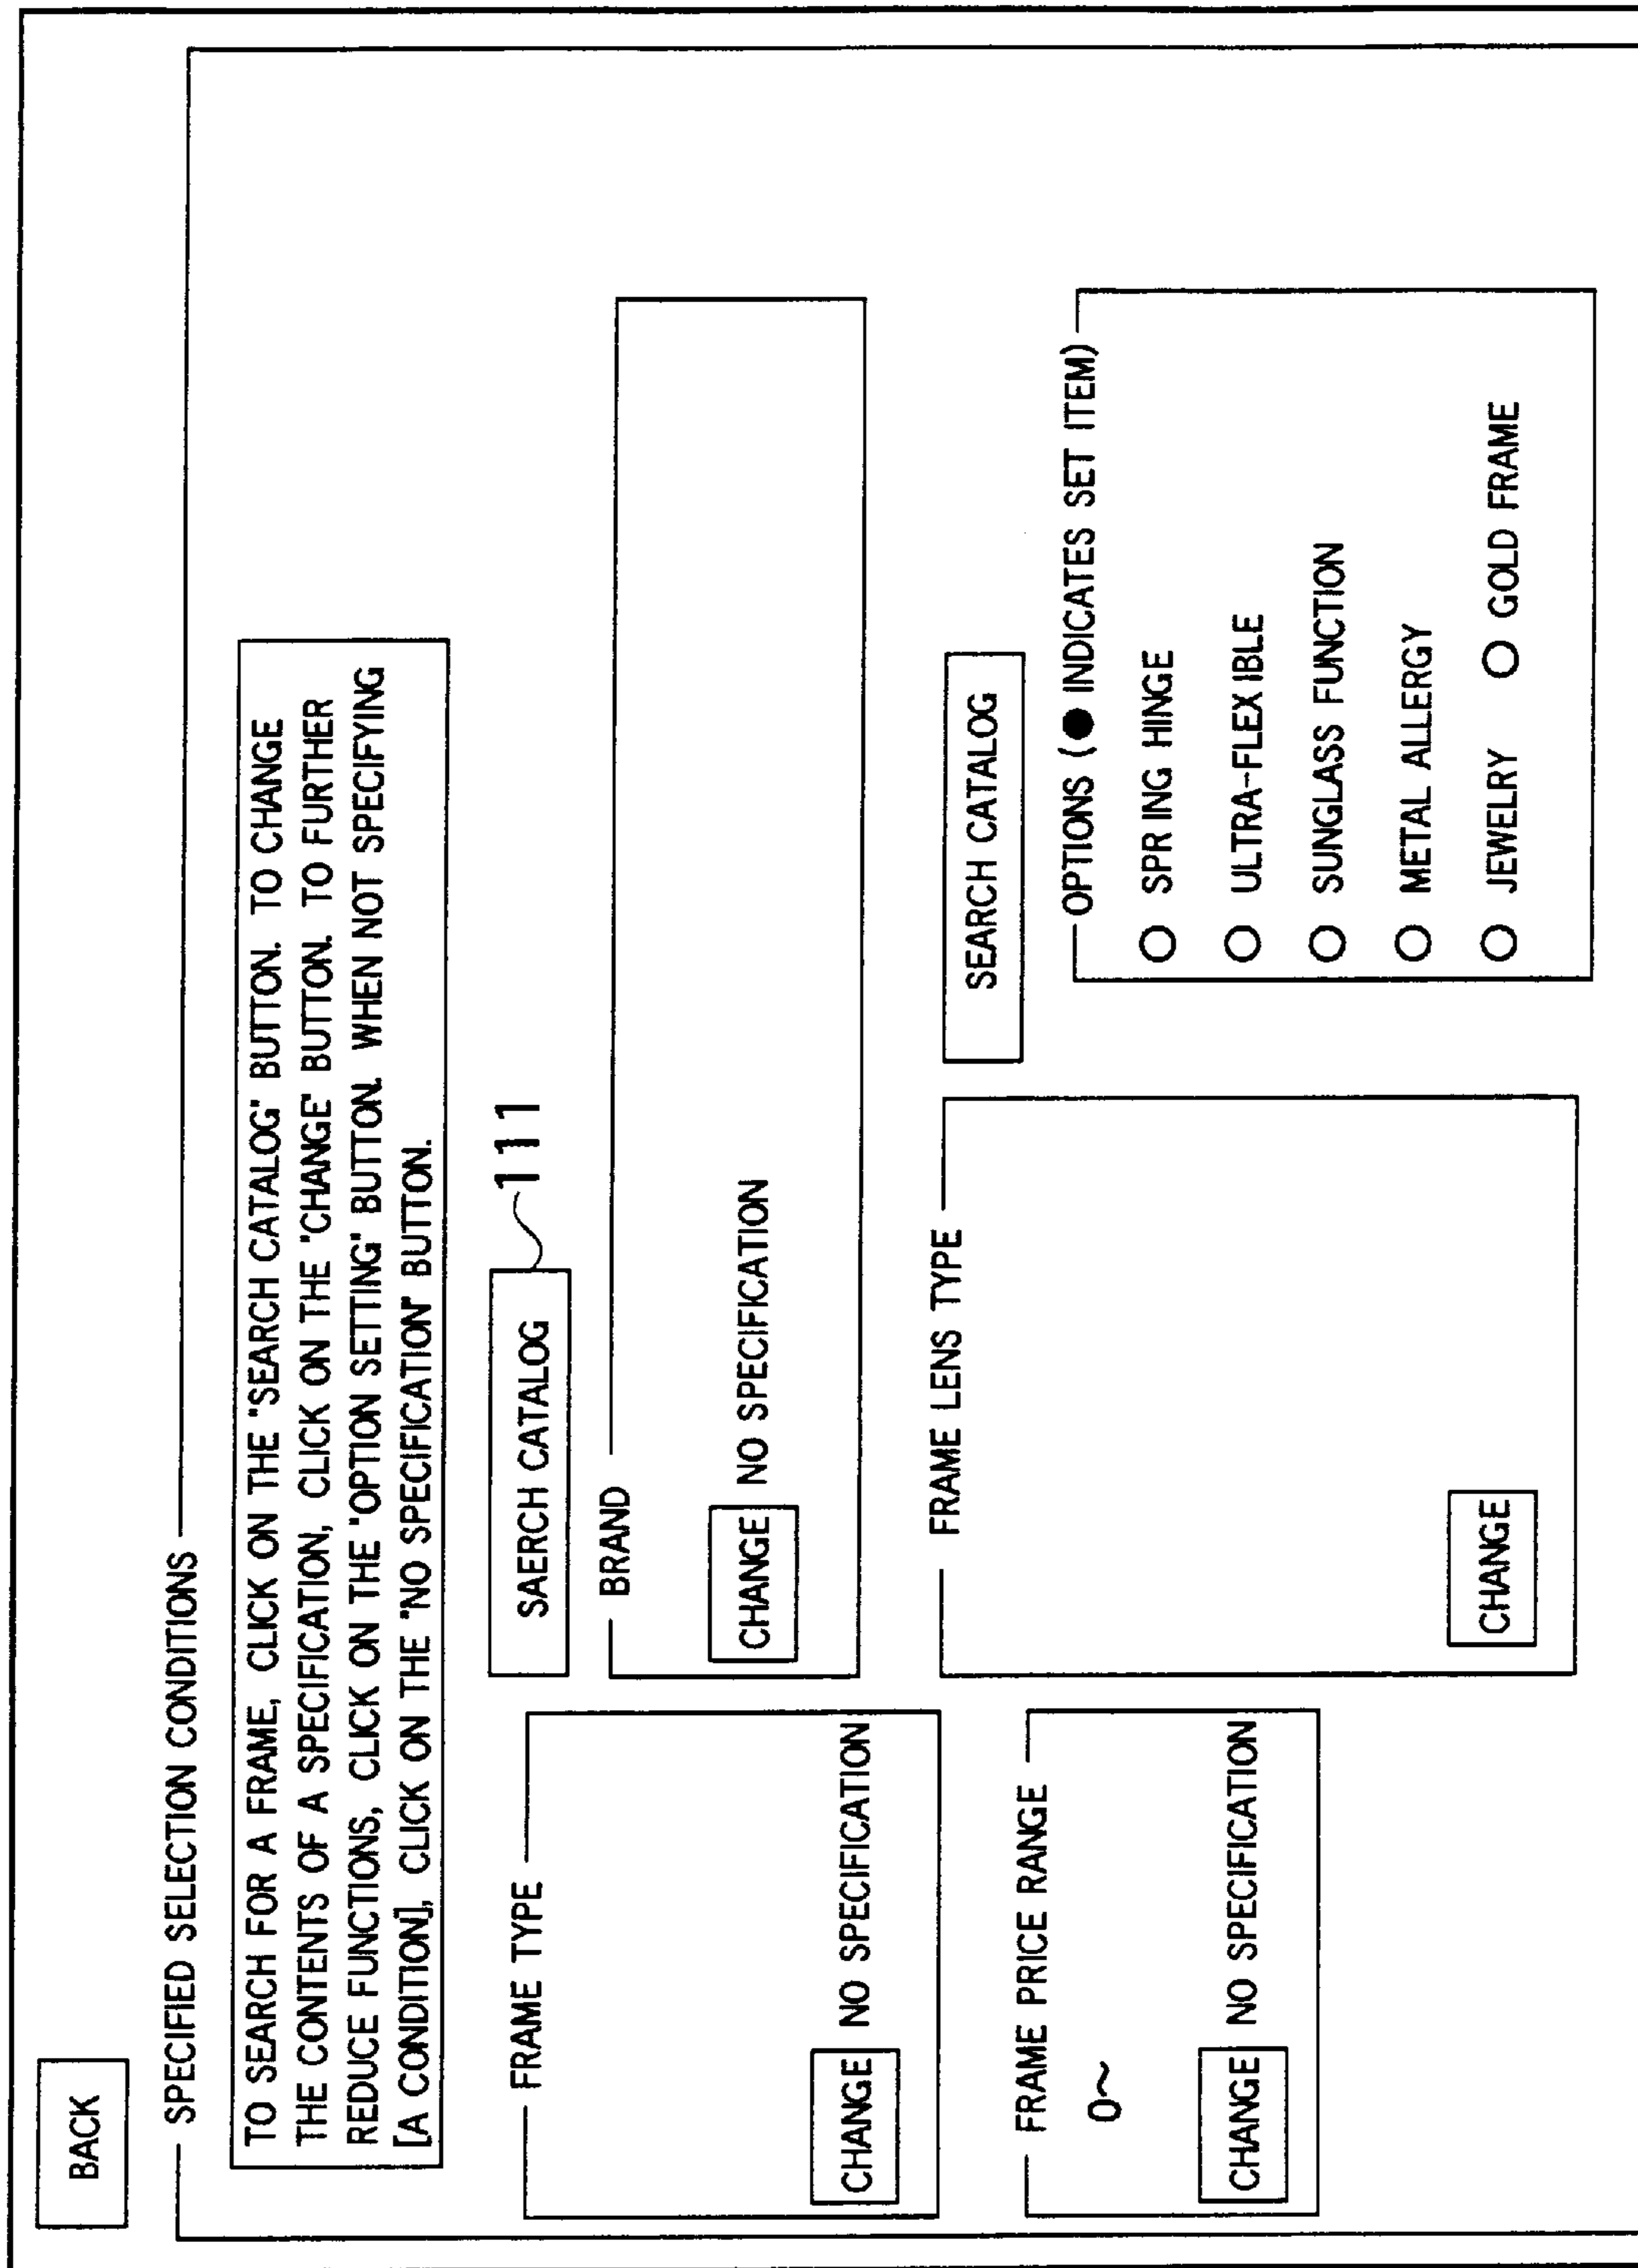 BACK
SPECIFIED SELECTION CONDITIONS
TO SEARCH FOR A FRAME, CLICK ON THE "SEARCH CATALOG" BUTTON. TO CHANGE
THE CONTENTS OF A SPECIFICATION, CLICK ON THE "CHANGE" BUTTON. TO FURTHER
REDUCE FUNCTIONS, CLICK ON THE "OPTION SETTING" BUTTON. WHEN NOT SPECIFYING
[A CONDITION], CLICK ON THE "NO SPECIFICATION" BUTTON.
SAERCH CATALOG 111
FRAME TYPE
CHANGE NO SPECIFICATION
BRAND
CHANGE NO SPECIFICATION
FRAME PRICE RANGE
0~
CHANGE NO SPECIFICATION
FRAME LENS TYPE
CHANGE
SEARCH CATALOG
OPTIONS (● INDICATES SET ITEM)
○ SPRING HINGE
○ ULTRA-FLEXIBLE
○ SUNGLASS FUNCTION
○ METAL ALLERGY
○ JEWELRY ○ GOLD FRAME